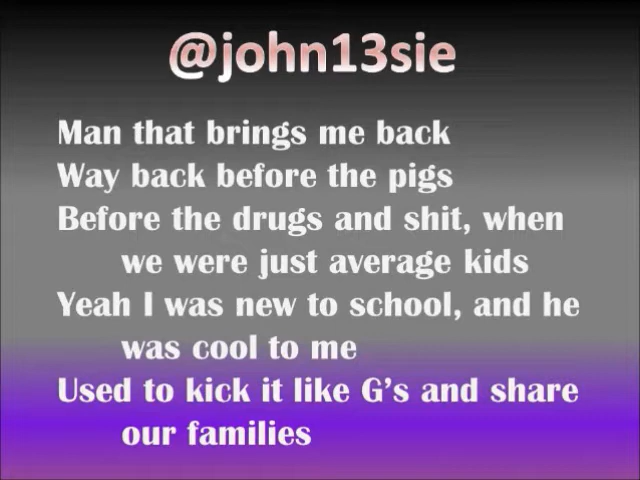 @john13sie
Man that brings me back
Way back before the pigs
Before the drugs and shit, when
we were just average kids
Yeah I was new to school, and he
was cool to me
Used to kick it like G's and share
our families